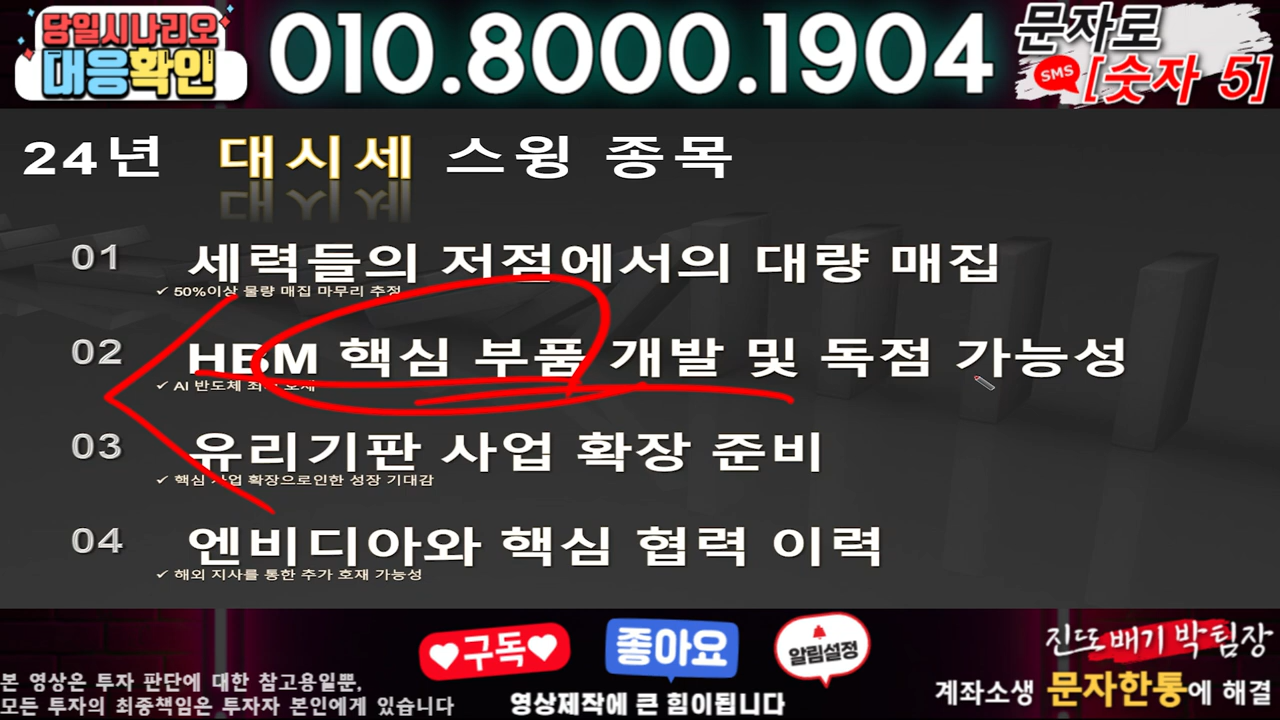 당일시나리오
대응확인
010.8000.1904
문자로
SMS
[숫자 5]
24년 대시세 스윙 종목
01 세력들의 저점에서의 대량 매집
✓ 50%이상 물량 매집 마무리 추정
02 HBM 핵심 부품 개발 및 독점 가능성
✓ AI 반도체 호재
03 유리기판 사업 확장 준비
✓ 핵심 사업 확장으로인한 성장 기대감
04 엔비디아와 핵심 협력 이력
✓ 해외 지사를 통한 추가 호재 가능성
구독
좋아요
알림설정
영상제작에 큰 힘이됩니다
본 영상은 투자 판단에 대한 참고용일뿐,
모든 투자의 최종책임은 투자자 본인에게 있습니다
진또배기 박팀장
계좌소생 문자한통에 해결